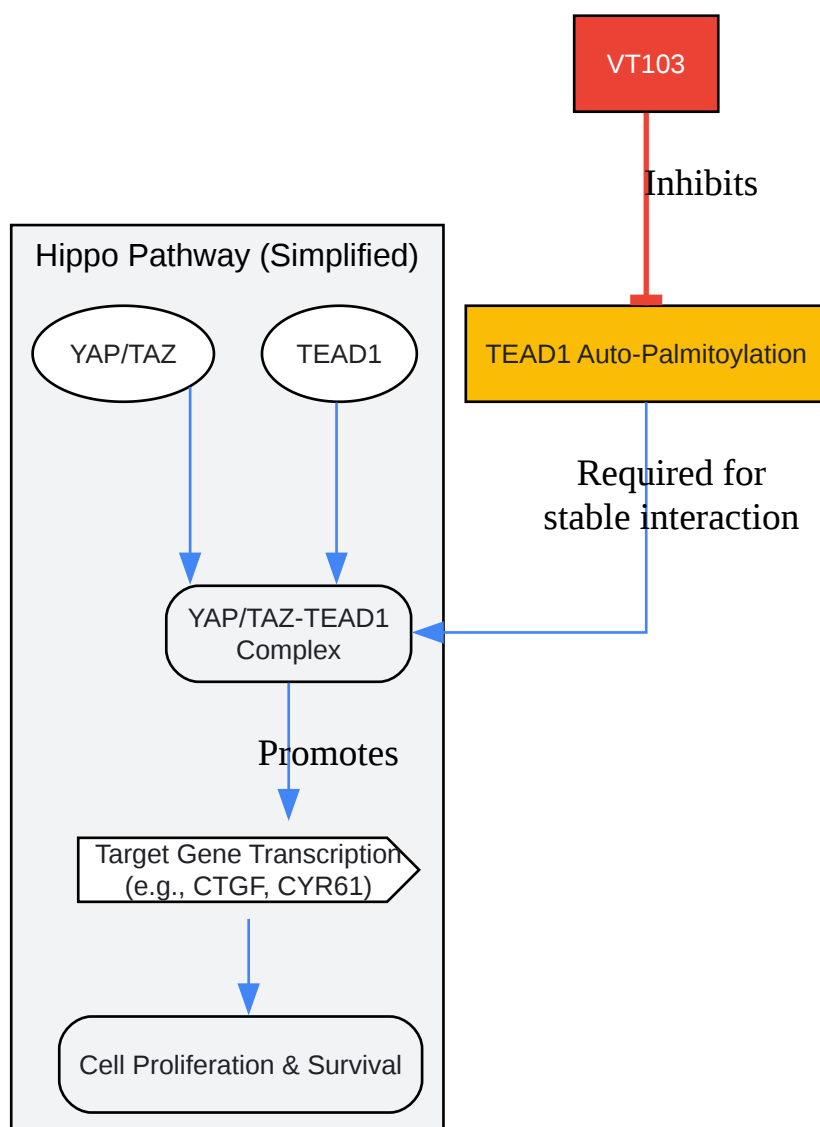 VT103
Inhibits
Hippo Pathway (Simplified)
YAP/TAZ
TEAD1
TEAD1 Auto-Palmitoylation
Required for
stable interaction
YAP/TAZ-TEAD1
Complex
Promotes
Target Gene Transcription
(e.g., CTGF, CYR61)
Cell Proliferation & Survival